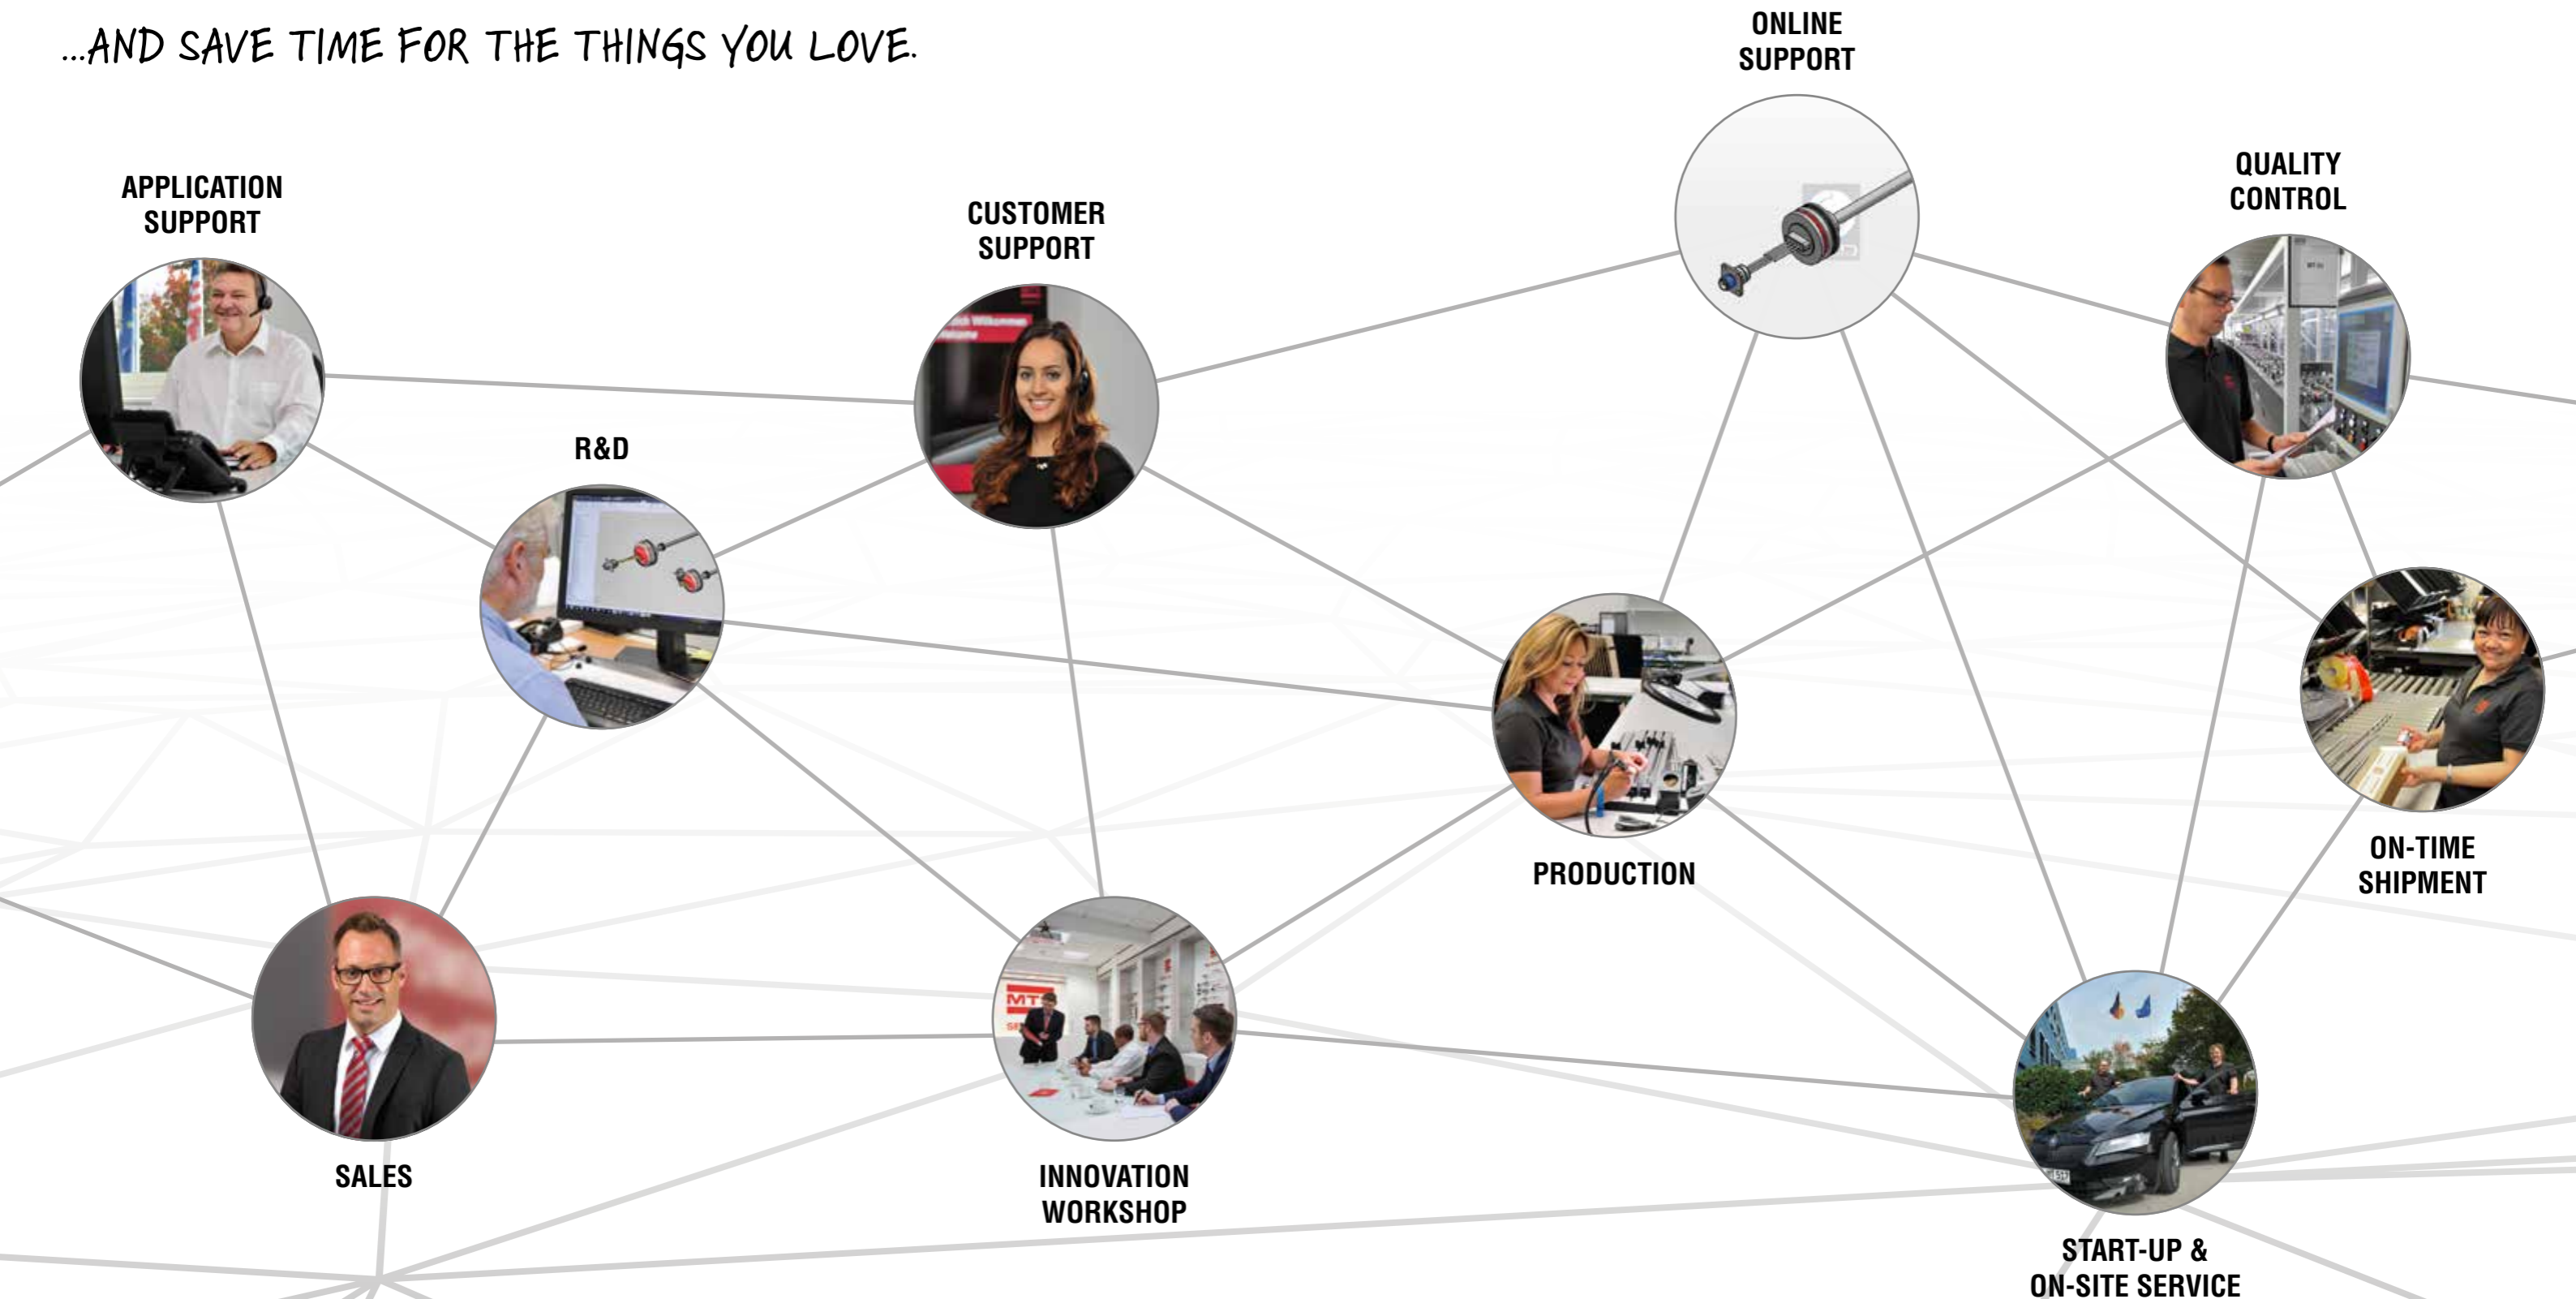 ...AND SAVE TIME FOR THE THINGS YOU LOVE.
ONLINE
SUPPORT
QUALITY
CONTROL
APPLICATION
SUPPORT
CUSTOMER
SUPPORT
R&D
PRODUCTION
ON-TIME
SHIPMENT
MTS
SALES
INNOVATION
WORKSHOP
START-UP &
ON-SITE SERVICE